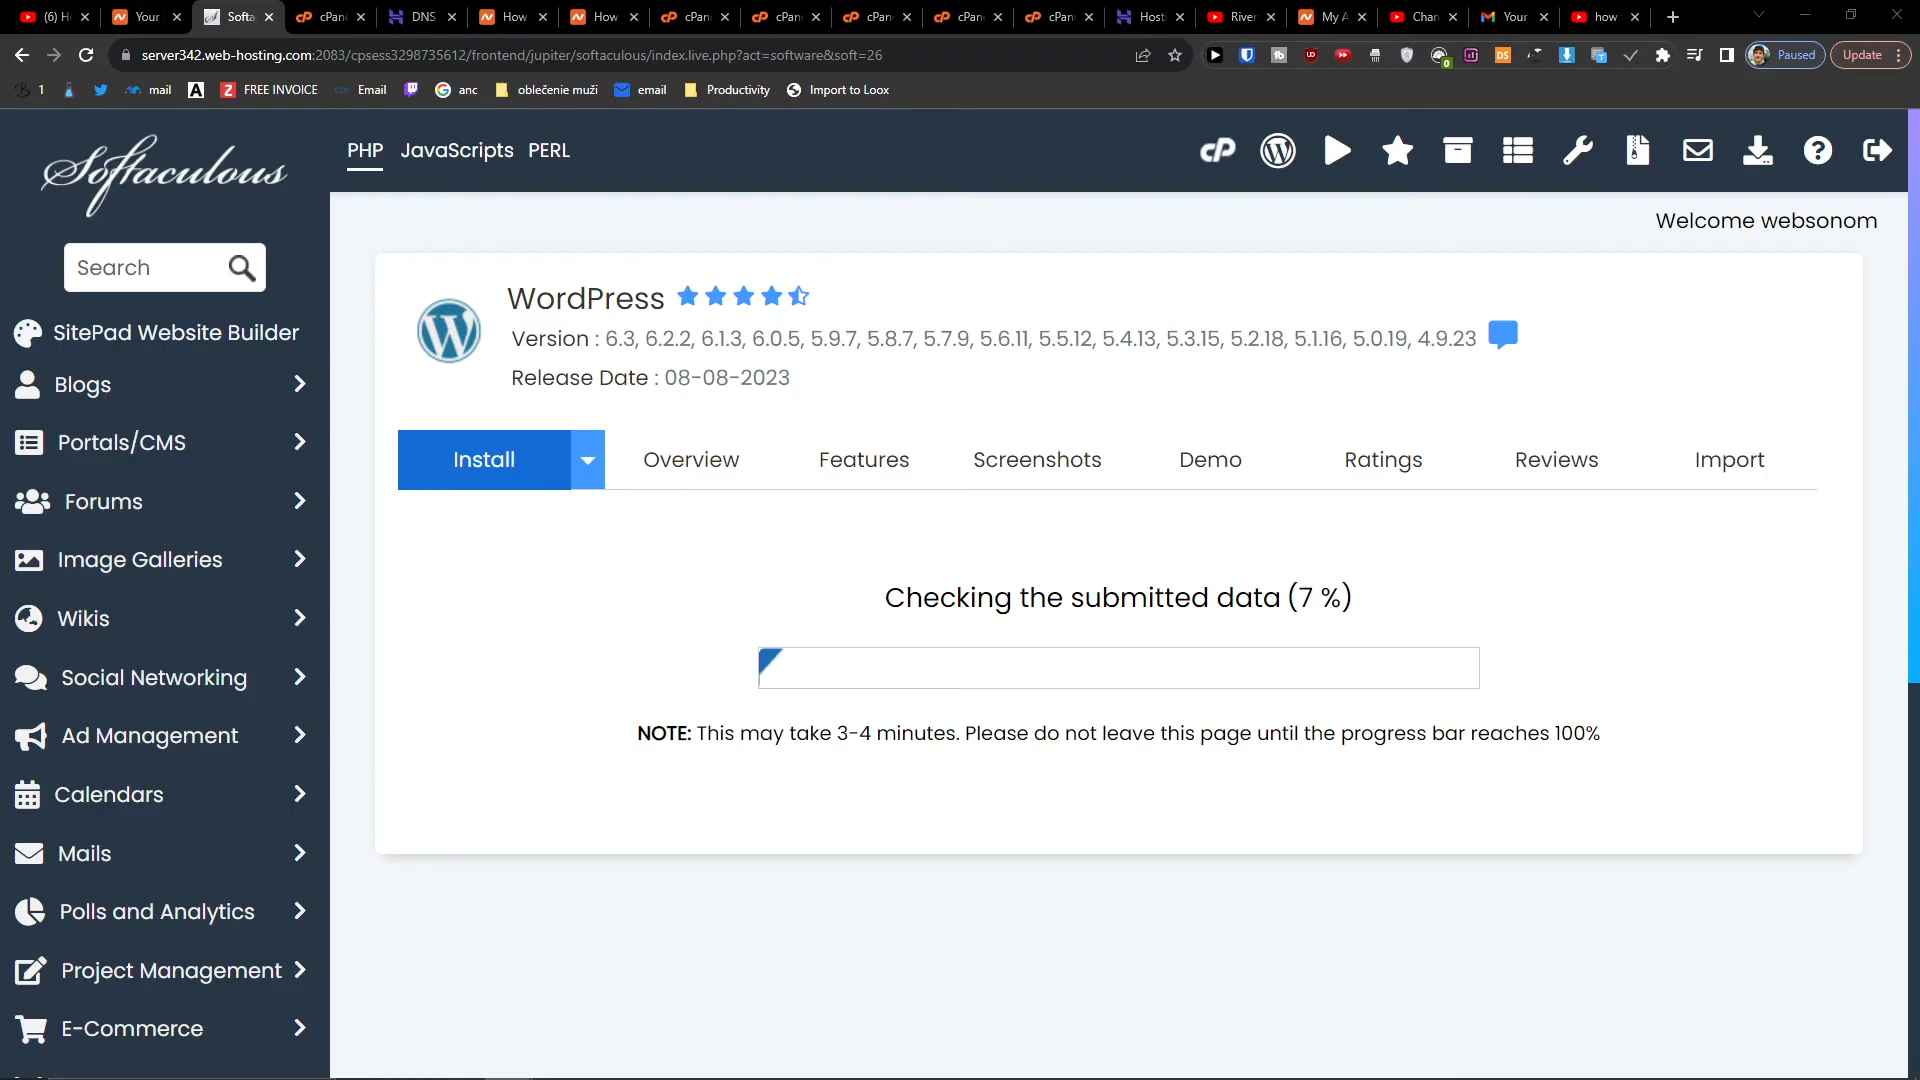 (6) H
Your
Softa
cPan
DNS
How
How
cPan
cPan
cPan
cPan
cPan
Hosti
River
My A
Chan
Your
how
server342.web-hosting.com:2083/cpsess3298735612/frontend/jupiter/softaculous/index.live.php?act=software&soft=26
Paused
Update
1
mail
FREE INVOICE
Email
anc
oblečenie muži
email
Productivity
Import to Loox
Softaculous
PHP JavaScripts PERL
Welcome websonom
Search
SitePad Website Builder
Blogs
Portals/CMS
Forums
Image Galleries
Wikis
Social Networking
Ad Management
Calendars
Mails
Polls and Analytics
Project Management
E-Commerce
WordPress
Version : 6.3, 6.2.2, 6.1.3, 6.0.5, 5.9.7, 5.8.7, 5.7.9, 5.6.11, 5.5.12, 5.4.13, 5.3.15, 5.2.18, 5.1.16, 5.0.19, 4.9.23
Release Date : 08-08-2023
Install Overview Features Screenshots Demo Ratings Reviews Import
Checking the submitted data (7 %)
NOTE: This may take 3-4 minutes. Please do not leave this page until the progress bar reaches 100%